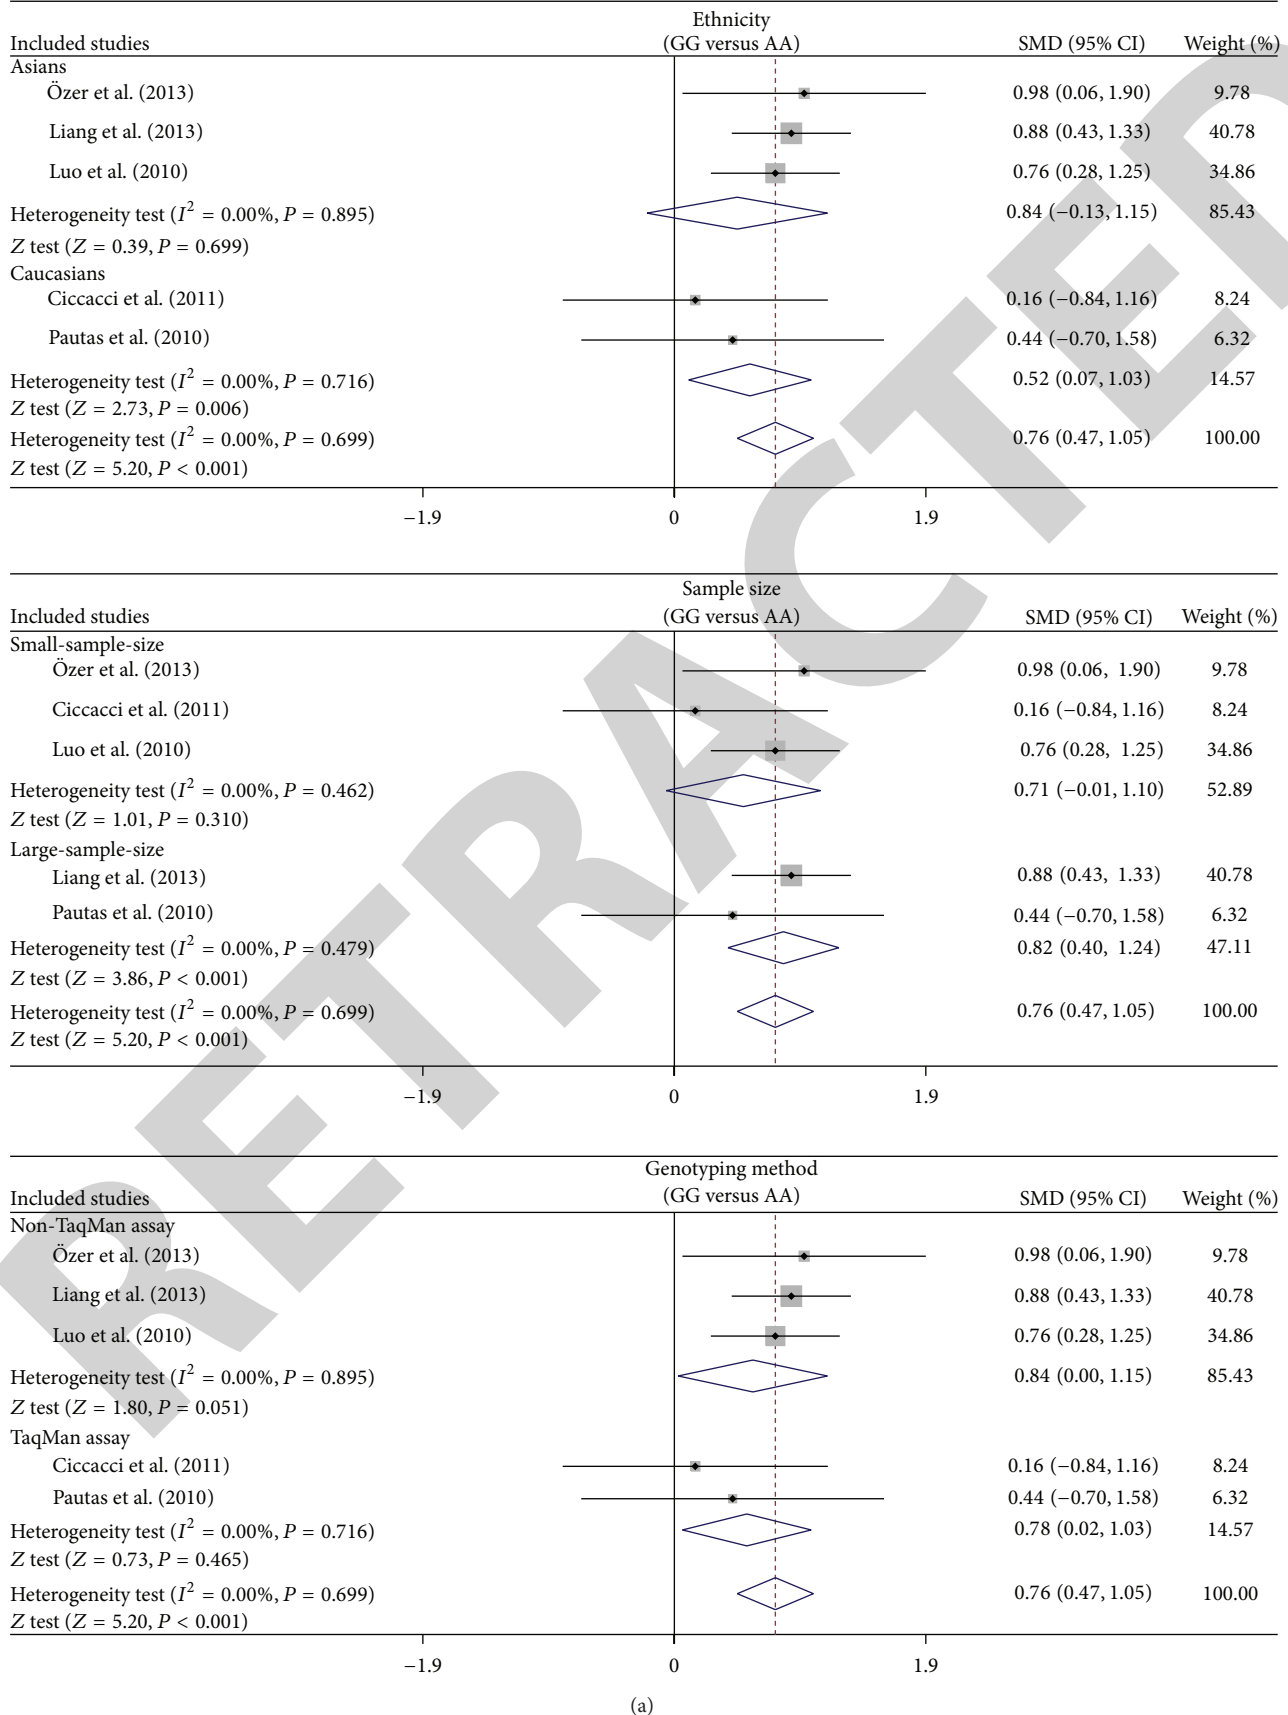 Ethnicity
Included studies (GG versus AA) SMD (95% CI) Weight (%)
Asians
Özer et al. (2013) 0.98 (0.06, 1.90) 9.78
Liang et al. (2013) 0.88 (0.43, 1.33) 40.78
Luo et al. (2010) 0.76 (0.28, 1.25) 34.86
Heterogeneity test (I² = 0.00%, P = 0.895) 0.84 (−0.13, 1.15) 85.43
Z test (Z = 0.39, P = 0.699)
Caucasians
Ciccacci et al. (2011) 0.16 (−0.84, 1.16) 8.24
Pautas et al. (2010) 0.44 (−0.70, 1.58) 6.32
Heterogeneity test (I² = 0.00%, P = 0.716) 0.52 (0.07, 1.03) 14.57
Z test (Z = 2.73, P = 0.006)
Heterogeneity test (I² = 0.00%, P = 0.699) 0.76 (0.47, 1.05) 100.00
Z test (Z = 5.20, P < 0.001)
−1.9 0 1.9
Sample size
Included studies (GG versus AA) SMD (95% CI) Weight (%)
Small-sample-size
Özer et al. (2013) 0.98 (0.06, 1.90) 9.78
Ciccacci et al. (2011) 0.16 (−0.84, 1.16) 8.24
Luo et al. (2010) 0.76 (0.28, 1.25) 34.86
Heterogeneity test (I² = 0.00%, P = 0.462) 0.71 (−0.01, 1.10) 52.89
Z test (Z = 1.01, P = 0.310)
Large-sample-size
Liang et al. (2013) 0.88 (0.43, 1.33) 40.78
Pautas et al. (2010) 0.44 (−0.70, 1.58) 6.32
Heterogeneity test (I² = 0.00%, P = 0.479) 0.82 (0.40, 1.24) 47.11
Z test (Z = 3.86, P < 0.001)
Heterogeneity test (I² = 0.00%, P = 0.699) 0.76 (0.47, 1.05) 100.00
Z test (Z = 5.20, P < 0.001)
−1.9 0 1.9
Genotyping method
Included studies (GG versus AA) SMD (95% CI) Weight (%)
Non-TaqMan assay
Özer et al. (2013) 0.98 (0.06, 1.90) 9.78
Liang et al. (2013) 0.88 (0.43, 1.33) 40.78
Luo et al. (2010) 0.76 (0.28, 1.25) 34.86
Heterogeneity test (I² = 0.00%, P = 0.895) 0.84 (0.00, 1.15) 85.43
Z test (Z = 1.80, P = 0.051)
TaqMan assay
Ciccacci et al. (2011) 0.16 (−0.84, 1.16) 8.24
Pautas et al. (2010) 0.44 (−0.70, 1.58) 6.32
Heterogeneity test (I² = 0.00%, P = 0.716) 0.78 (0.02, 1.03) 14.57
Z test (Z = 0.73, P = 0.465)
Heterogeneity test (I² = 0.00%, P = 0.699) 0.76 (0.47, 1.05) 100.00
Z test (Z = 5.20, P < 0.001)
−1.9 0 1.9
(a)
RETRACTED